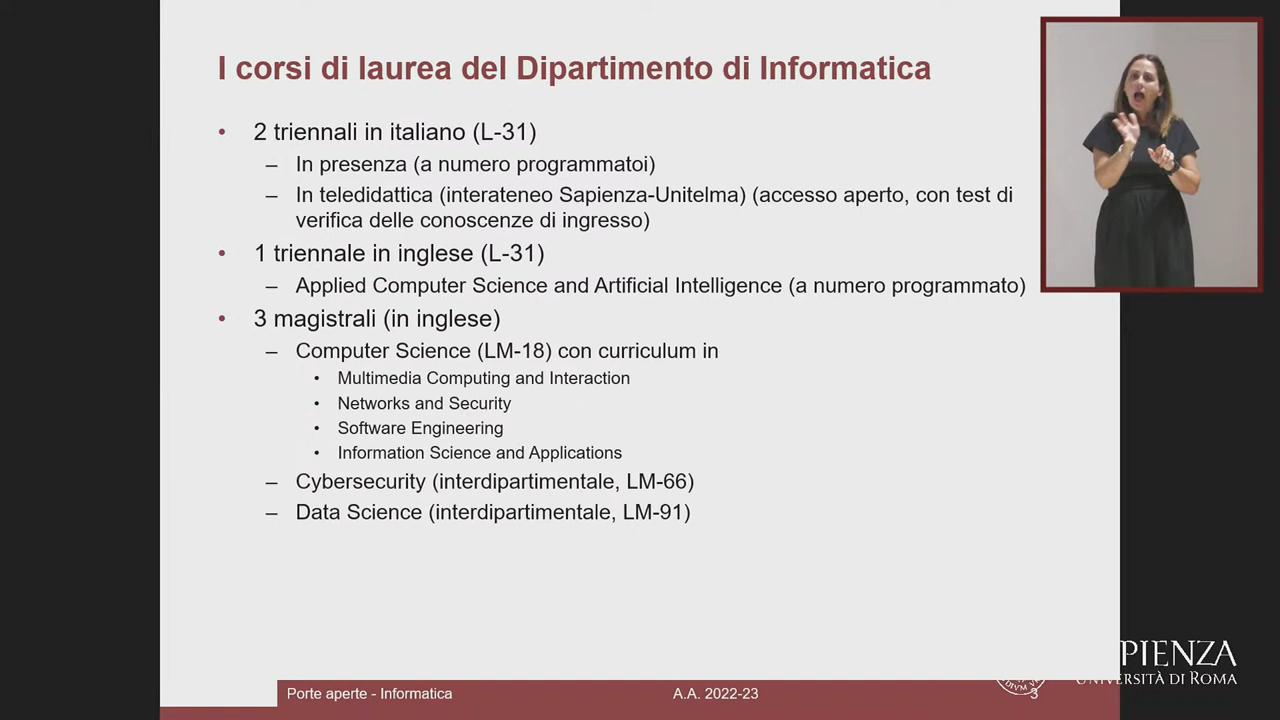 I corsi di laurea del Dipartimento di Informatica
• 2 triennali in italiano (L-31)
– In presenza (a numero programmatoi)
– In teledidattica (interateneo Sapienza-Unitelma) (accesso aperto, con test di
verifica delle conoscenze di ingresso)
• 1 triennale in inglese (L-31)
– Applied Computer Science and Artificial Intelligence (a numero programmato)
• 3 magistrali (in inglese)
– Computer Science (LM-18) con curriculum in
• Multimedia Computing and Interaction
• Networks and Security
• Software Engineering
• Information Science and Applications
– Cybersecurity (interdipartimentale, LM-66)
– Data Science (interdipartimentale, LM-91)
PIENZA
UNIVERSITÀ DI ROMA
Porte aperte - Informatica A.A. 2022-23 3